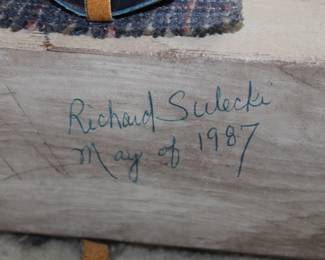 Richard Sulecki
May of 1987